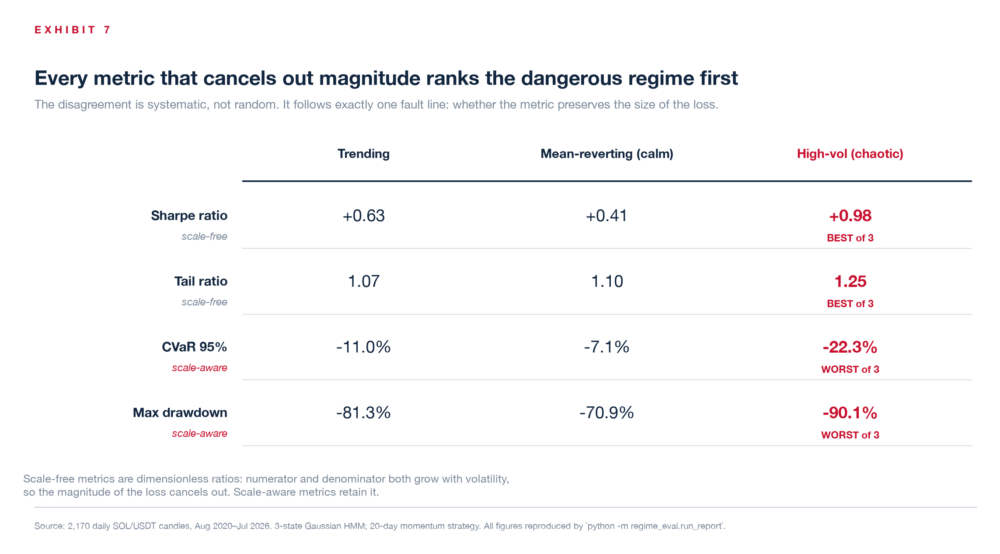 EXHIBIT 7
Every metric that cancels out magnitude ranks the dangerous regime first
The disagreement is systematic, not random. It follows exactly one fault line: whether the metric preserves the size of the loss.
Trending Mean-reverting (calm) High-vol (chaotic)
Sharpe ratio +0.63 +0.41 +0.98
scale-free BEST of 3
Tail ratio 1.07 1.10 1.25
scale-free BEST of 3
CVaR 95% -11.0% -7.1% -22.3%
scale-aware WORST of 3
Max drawdown -81.3% -70.9% -90.1%
scale-aware WORST of 3
Scale-free metrics are dimensionless ratios: numerator and denominator both grow with volatility,
so the magnitude of the loss cancels out. Scale-aware metrics retain it.
Source: 2,170 daily SOL/USDT candles, Aug 2020–Jul 2026. 3-state Gaussian HMM; 20-day momentum strategy. All figures reproduced by `python -m regime_eval.run_report`.